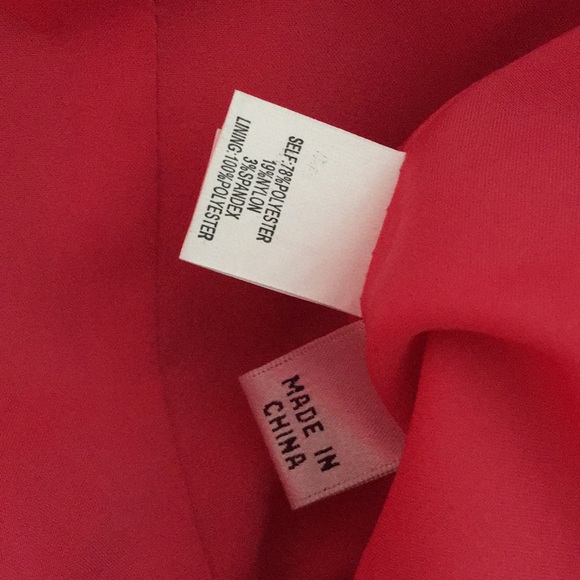 SELF:78%POLYESTER
19%NYLON
3%SPANDEX
LINING:100%POLYESTER
MADE IN
CHINA